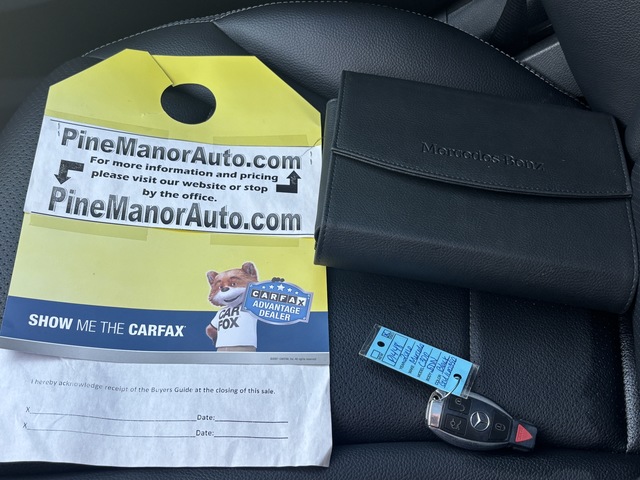 PineManorAuto.com
For more information and pricing
please visit our website or stop
by the office.
PineManorAuto.com
CAR
FOX
CARFAX
ADVANTAGE
DEALER
SHOW ME THE CARFAX
I hereby acknowledge receipt of the Buyers Guide at the closing of this sale.
X Date:
X Date:
Mercedes-Benz